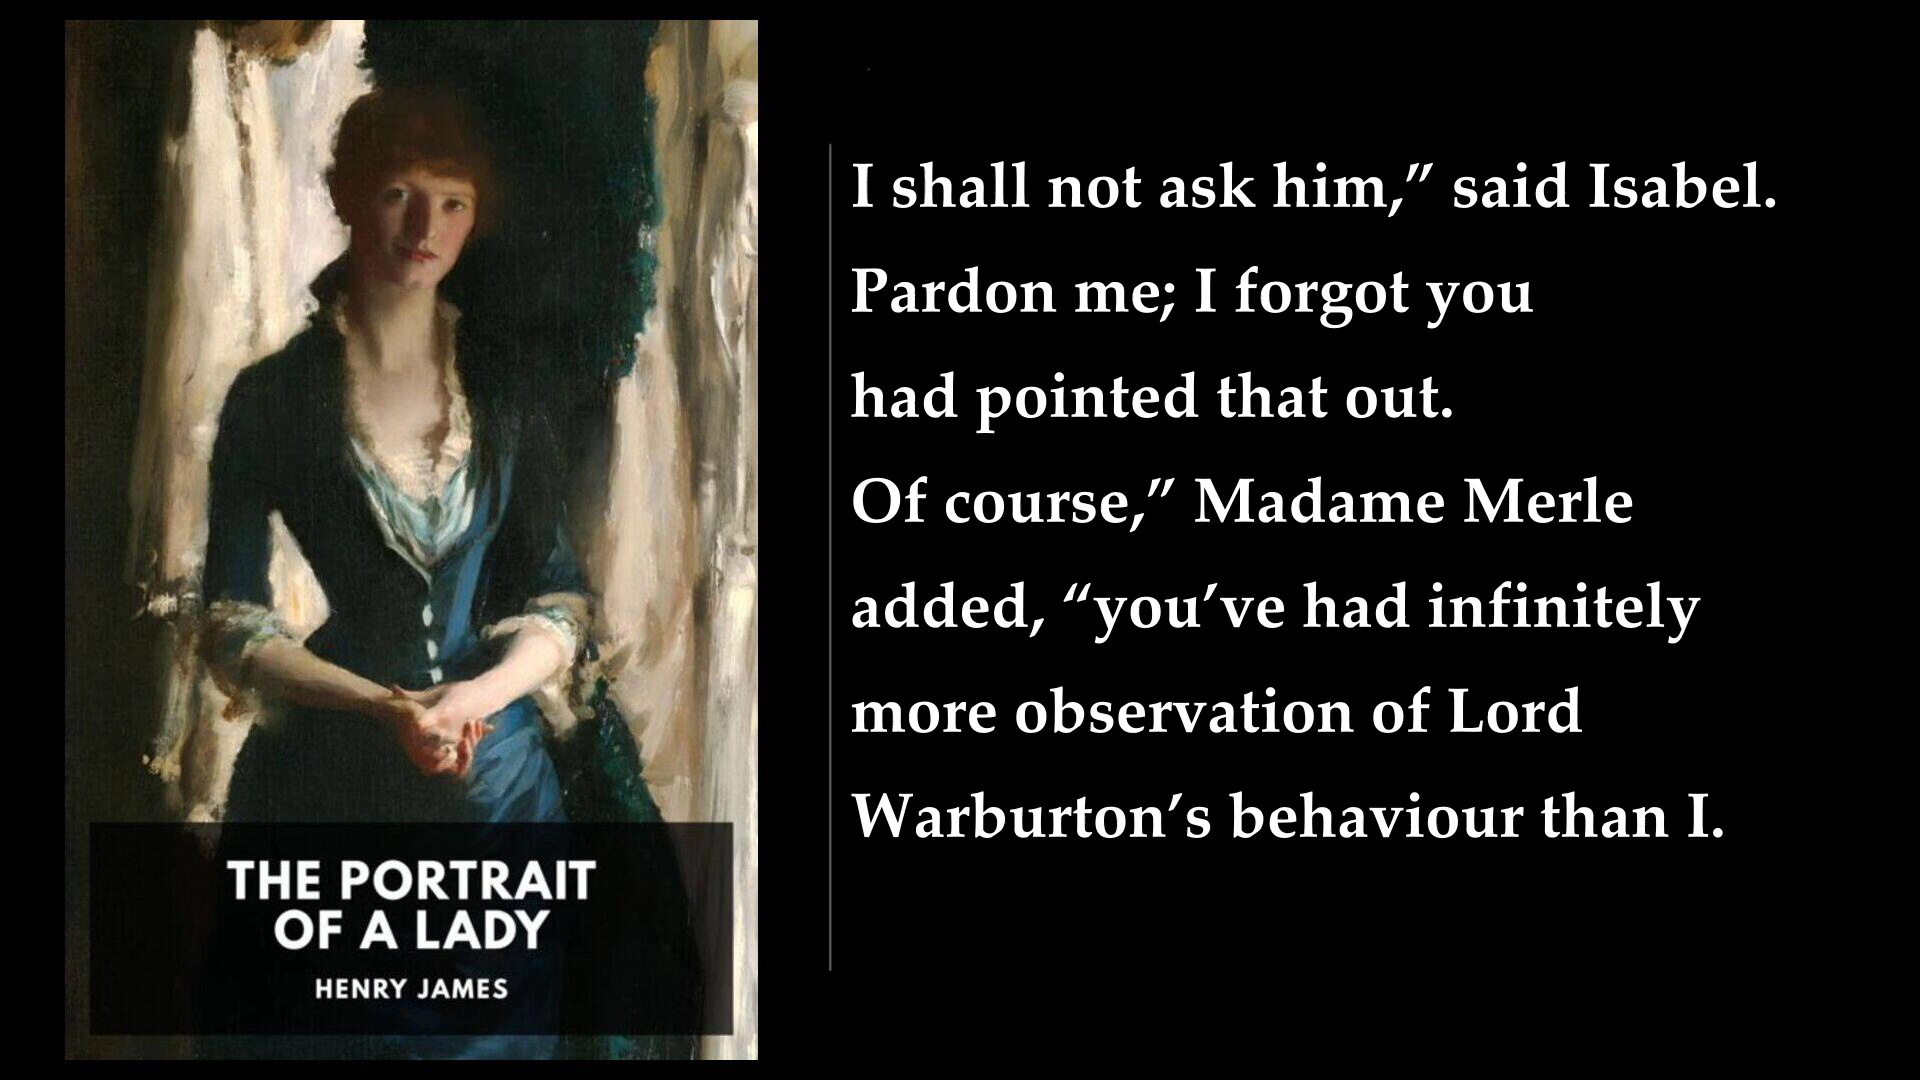 THE PORTRAIT
OF A LADY
HENRY JAMES
I shall not ask him,” said Isabel.
Pardon me; I forgot you
had pointed that out.
Of course,” Madame Merle
added, “you’ve had infinitely
more observation of Lord
Warburton’s behaviour than I.